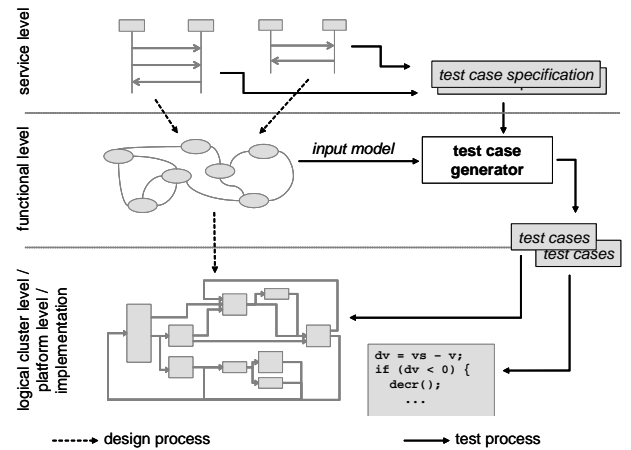 service level
test case specification
functional level
input model
test case
generator
test cases
test cases
logical cluster level /
platform level /
implementation
dv = vs – v;
if (dv < 0) {
decr();
...
design process
test process